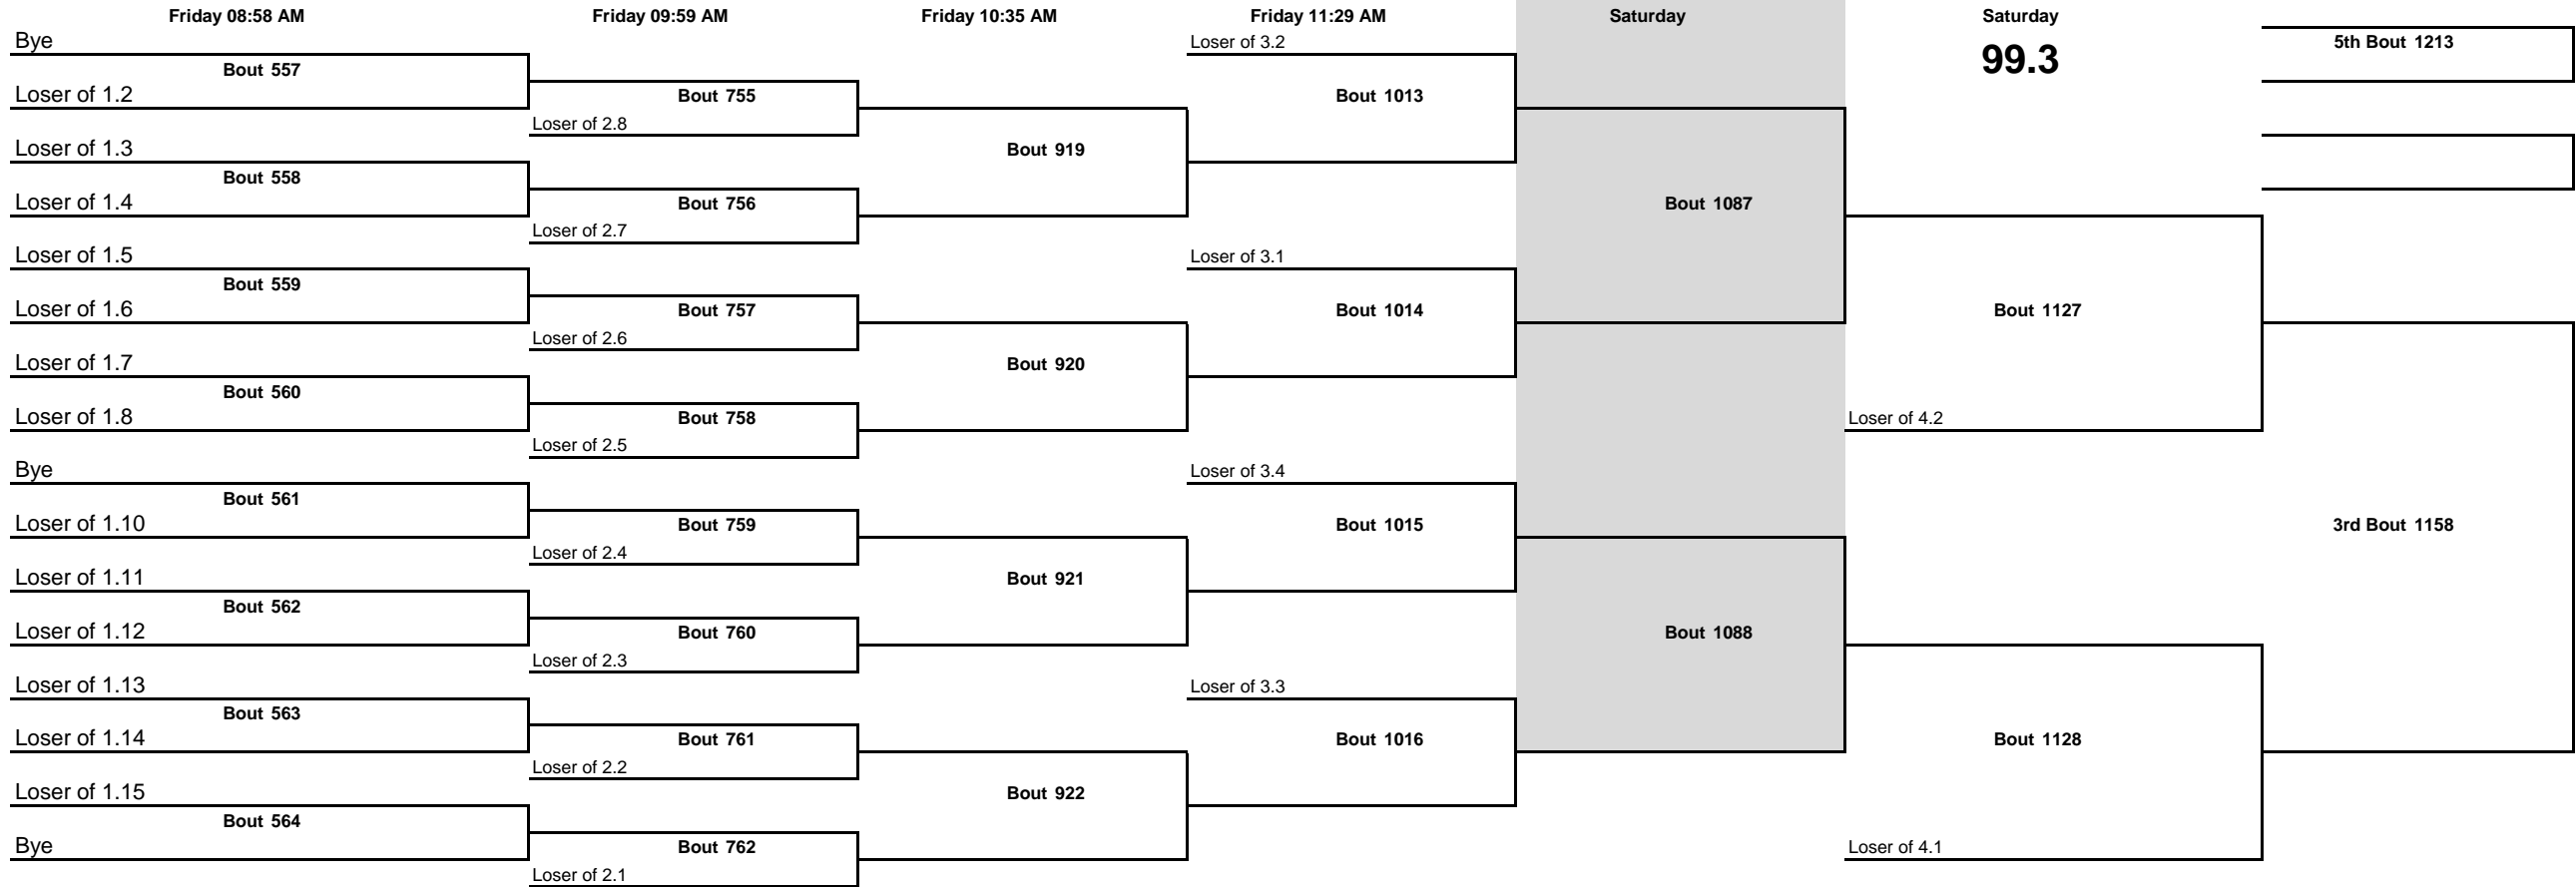 Friday 08:58 AM
Friday 09:59 AM
Friday 10:35 AM
Friday 11:29 AM
Saturday
Saturday
99.3
Bye
Bout 557
Loser of 1.2
Loser of 1.3
Bout 558
Loser of 1.4
Loser of 1.5
Bout 559
Loser of 1.6
Loser of 1.7
Bout 560
Loser of 1.8
Bye
Bout 561
Loser of 1.10
Loser of 1.11
Bout 562
Loser of 1.12
Loser of 1.13
Bout 563
Loser of 1.14
Loser of 1.15
Bout 564
Bye
Bout 755
Loser of 2.8
Bout 756
Loser of 2.7
Bout 757
Loser of 2.6
Bout 758
Loser of 2.5
Bout 759
Loser of 2.4
Bout 760
Loser of 2.3
Bout 761
Loser of 2.2
Bout 762
Loser of 2.1
Bout 919
Bout 920
Bout 921
Bout 922
Loser of 3.2
Bout 1013
Loser of 3.1
Bout 1014
Loser of 3.4
Bout 1015
Loser of 3.3
Bout 1016
Bout 1087
Bout 1088
Bout 1127
Loser of 4.2
Bout 1128
Loser of 4.1
5th Bout 1213
3rd Bout 1158